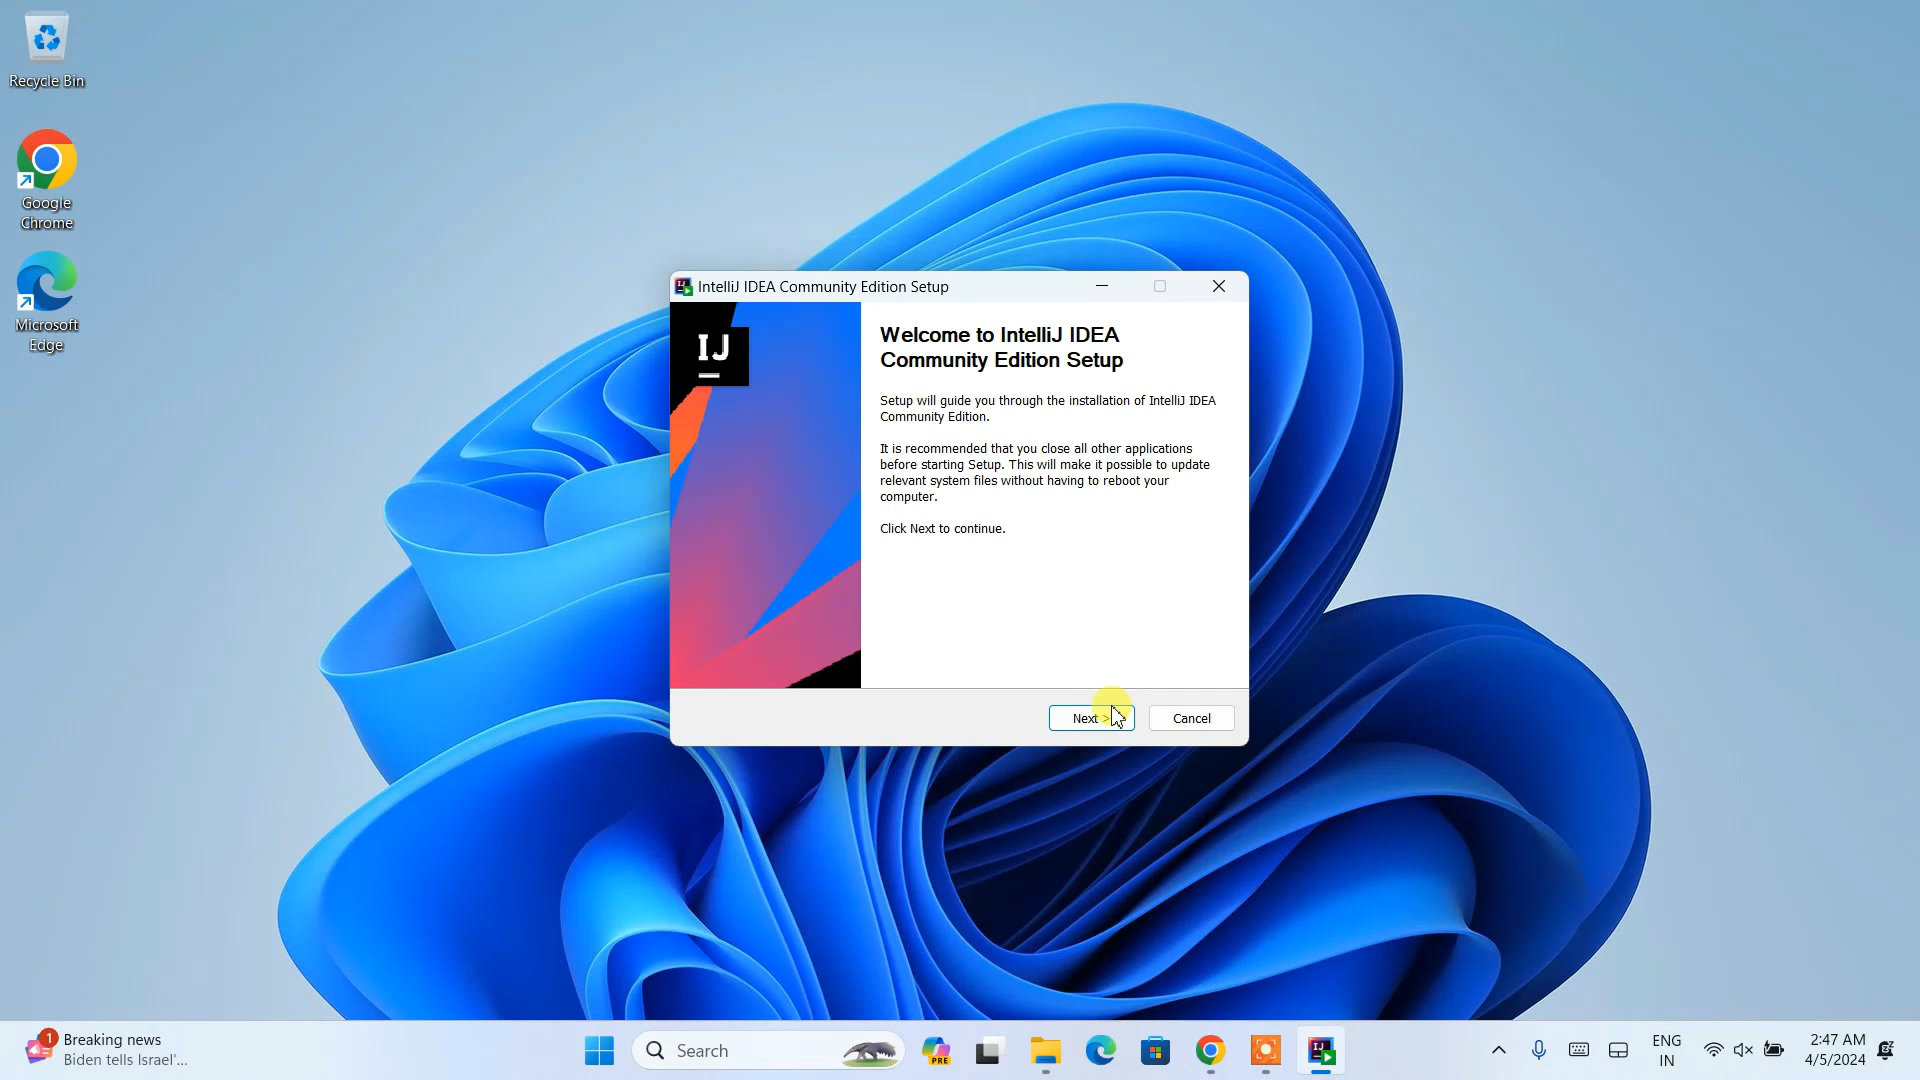 Recycle Bin
Google
Chrome
Microsoft
Edge
IntelliJ IDEA Community Edition Setup
IJ
Welcome to IntelliJ IDEA
Community Edition Setup
Setup will guide you through the installation of IntelliJ IDEA
Community Edition.
It is recommended that you close all other applications
before starting Setup. This will make it possible to update
relevant system files without having to reboot your
computer.
Click Next to continue.
Next >
Cancel
1
Breaking news
Biden tells Israel'...
Search
PRE
IJ
ENG
IN
2:47 AM
4/5/2024